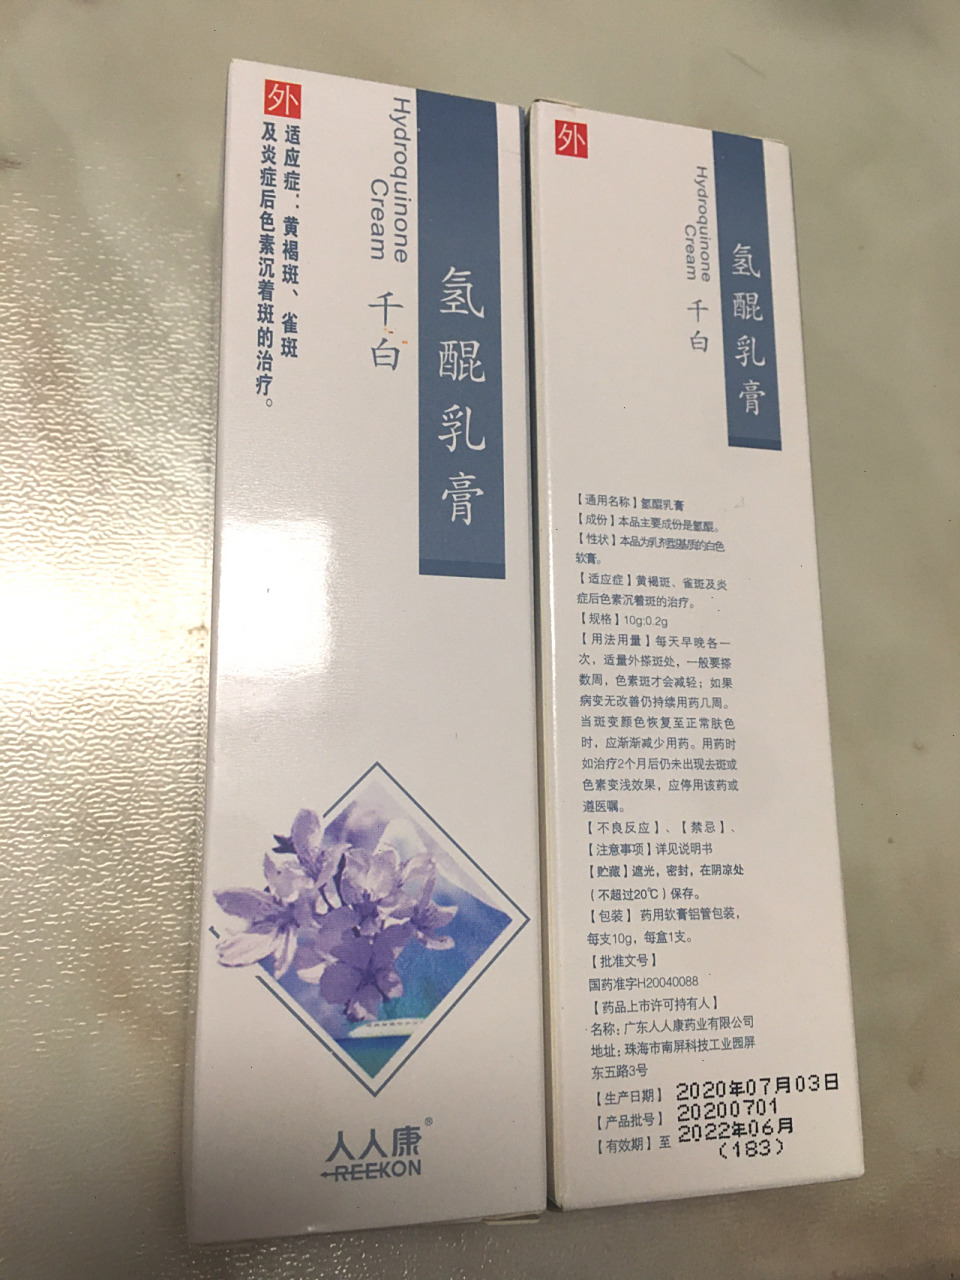 外
适应症：黄褐斑、雀斑
及炎症后色素沉着斑的治疗。
Hydroquinone
Cream
千白
氢醌乳膏
人人康®
REEKON
外
Hydroquinone
Cream
千白
氢醌乳膏
【通用名称】氢醌乳膏
【成份】本品主要成份是氢醌。
【性状】本品为乳剂型基质的白色
软膏。
【适应症】黄褐斑、雀斑及炎
症后色素沉着斑的治疗。
【规格】10g:0.2g
【用法用量】每天早晚各一
次，适量外搽斑处，一般要搽
数周，色素斑才会减轻；如果
病变无改善仍持续用药几周。
当斑变颜色恢复至正常肤色
时，应渐渐减少用药。用药时
如治疗2个月后仍未出现去斑或
色素变浅效果，应停用该药或
遵医嘱。
【不良反应】、【禁忌】、
【注意事项】详见说明书
【贮藏】遮光，密封，在阴凉处
（不超过20℃）保存。
【包装】药用软膏铝管包装，
每支10g，每盒1支。
【批准文号】
国药准字H20040088
【药品上市许可持有人】
名称：广东人人康药业有限公司
地址：珠海市南屏科技工业园屏
东五路3号
【生产日期】2020年07月03日
【产品批号】20200701
【有效期】至 2022年06月
(183)